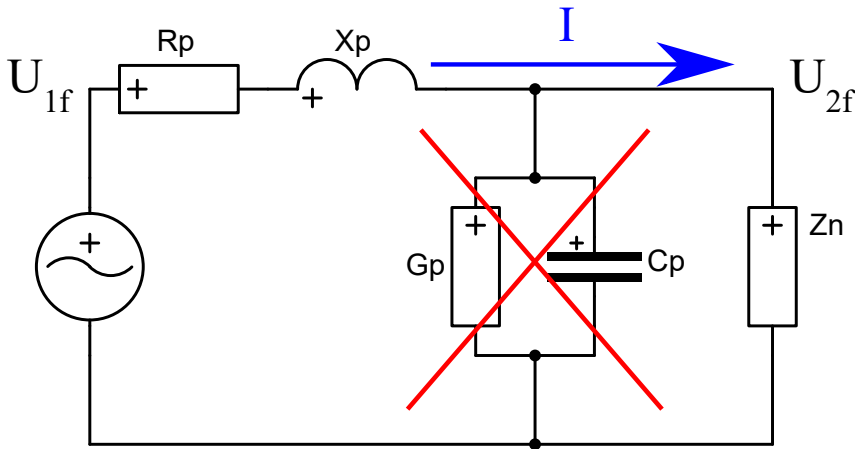 I
Rp
Xp
U1f
U2f
+
+
+
+
+
+
Zn
Gp
Cp